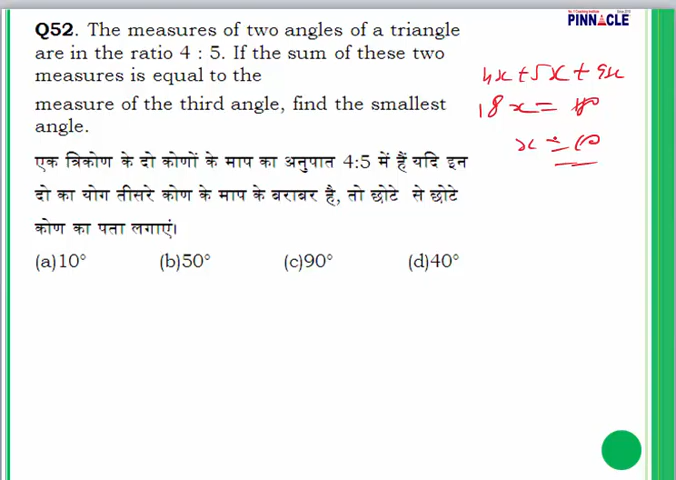 PINNACLE
Q52. The measures of two angles of a triangle
are in the ratio 4 : 5. If the sum of these two
measures is equal to the
measure of the third angle, find the smallest
angle.
4x + 5x + 9x
18x =
x = 10
एक त्रिकोण के दो कोणों के माप का अनुपात 4:5 में हैं यदि इन
दो का योग तीसरे कोण के माप के बराबर है, तो छोटे से छोटे
कोण का पता लगाएं।
(a)10° (b)50° (c)90° (d)40°